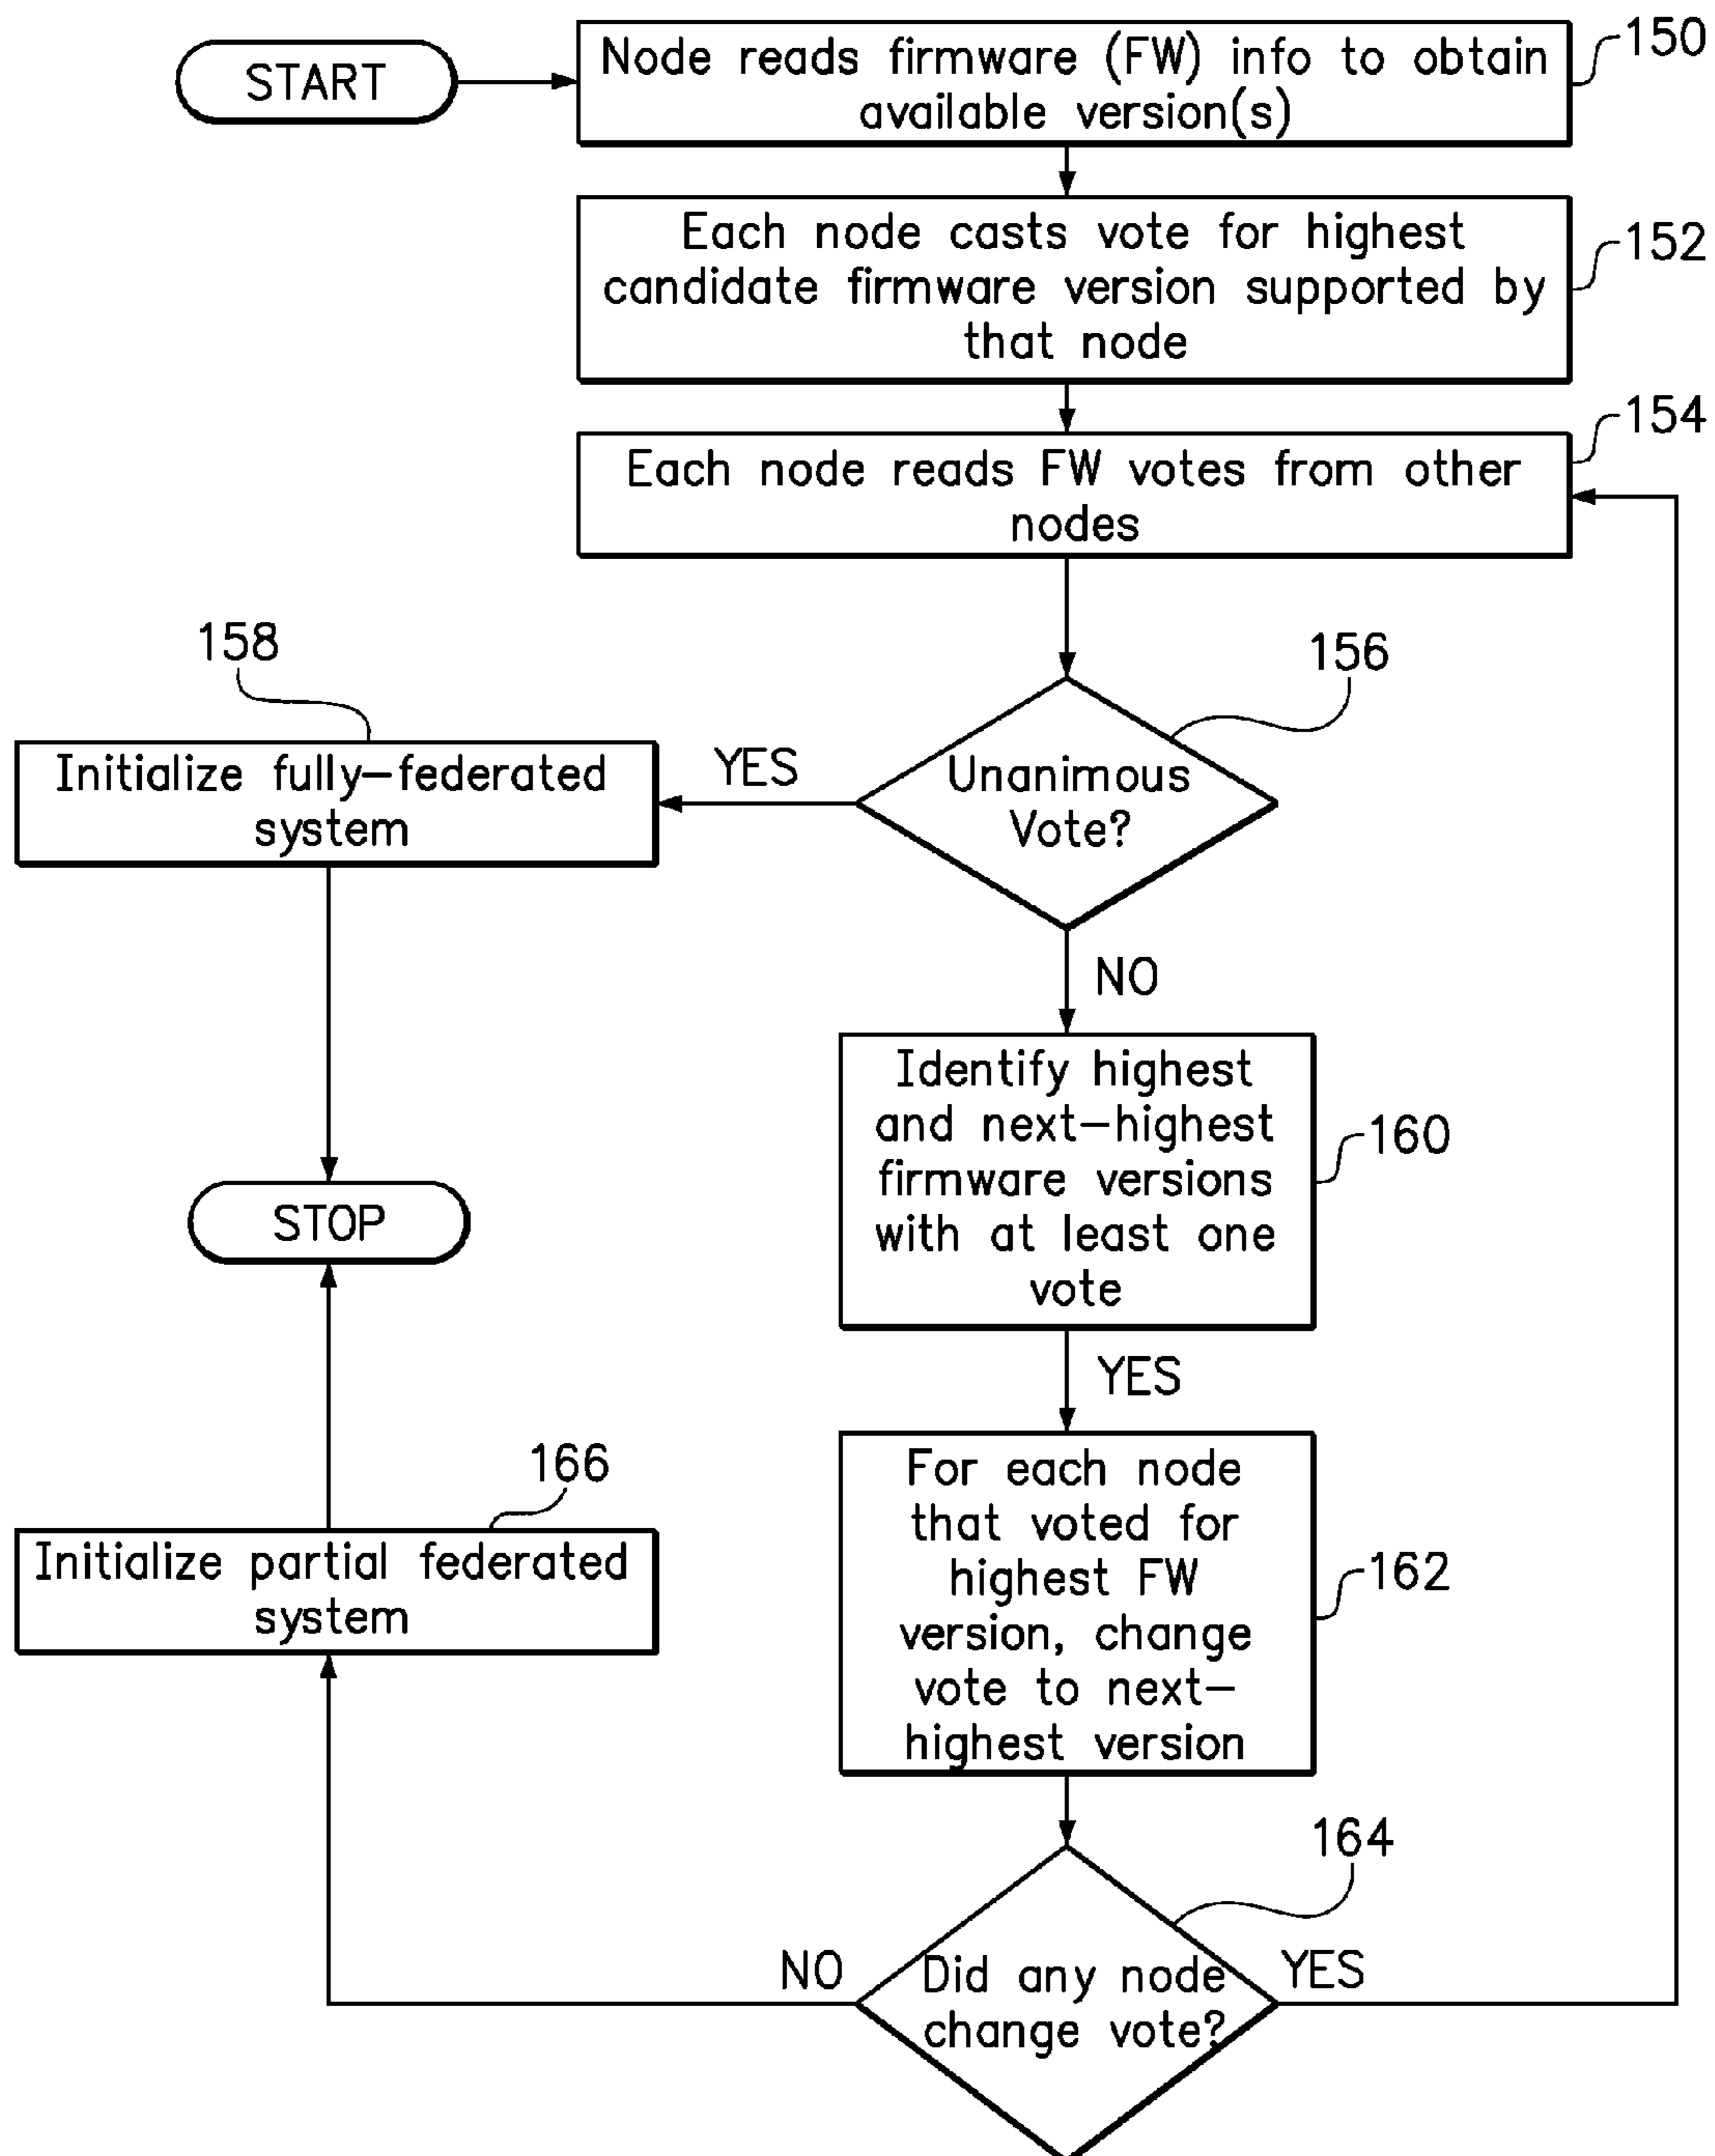 START
Node reads firmware (FW) info to obtain
available version(s)
150
Each node casts vote for highest
candidate firmware version supported by
that node
152
Each node reads FW votes from other
nodes
154
156
Unanimous
Vote?
YES
158
Initialize fully-federated
system
NO
STOP
Identify highest
and next-highest
firmware versions
with at least one
vote
160
YES
For each node
that voted for
highest FW
version, change
vote to next-
highest version
162
166
Initialize partial federated
system
164
Did any node
change vote?
NO
YES